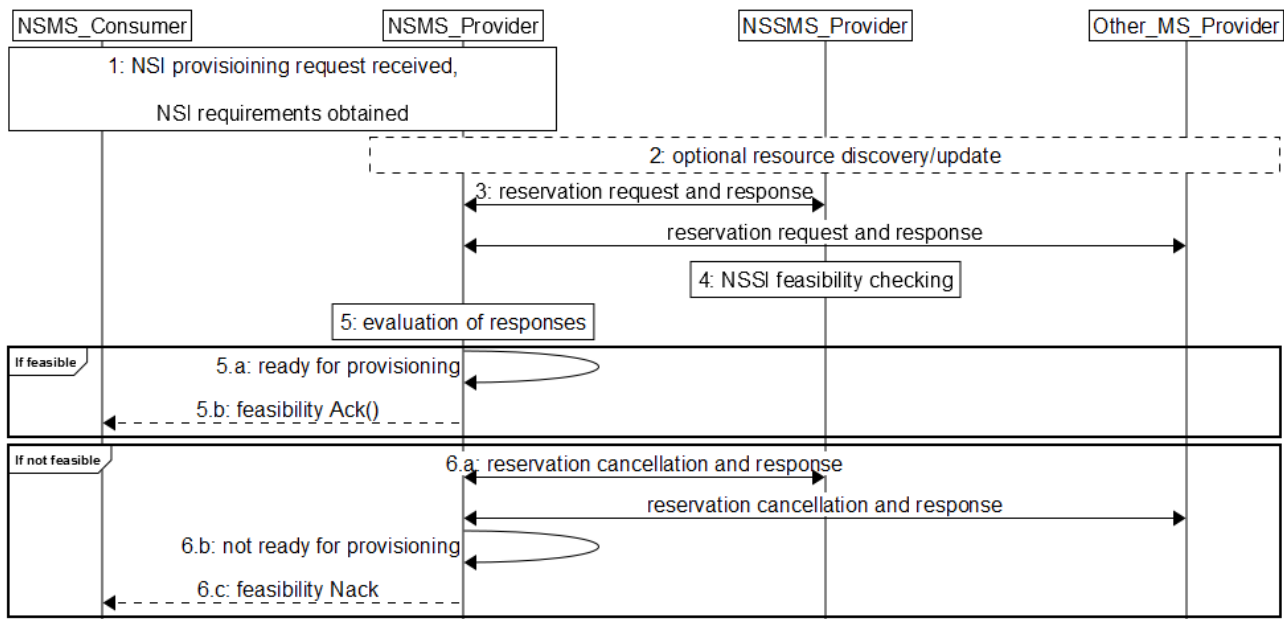 NSMS_Consumer
NSMS_Provider
NSSMS_Provider
Other_MS_Provider
1: NSI provisioining request received,
NSI requirements obtained
2: optional resource discovery/update
3: reservation request and response
reservation request and response
4: NSSI feasibility checking
5: evaluation of responses
If feasible
5.a: ready for provisioning
5.b: feasibility Ack()
If not feasible
6.a: reservation cancellation and response
reservation cancellation and response
6.b: not ready for provisioning
6.c: feasibility Nack